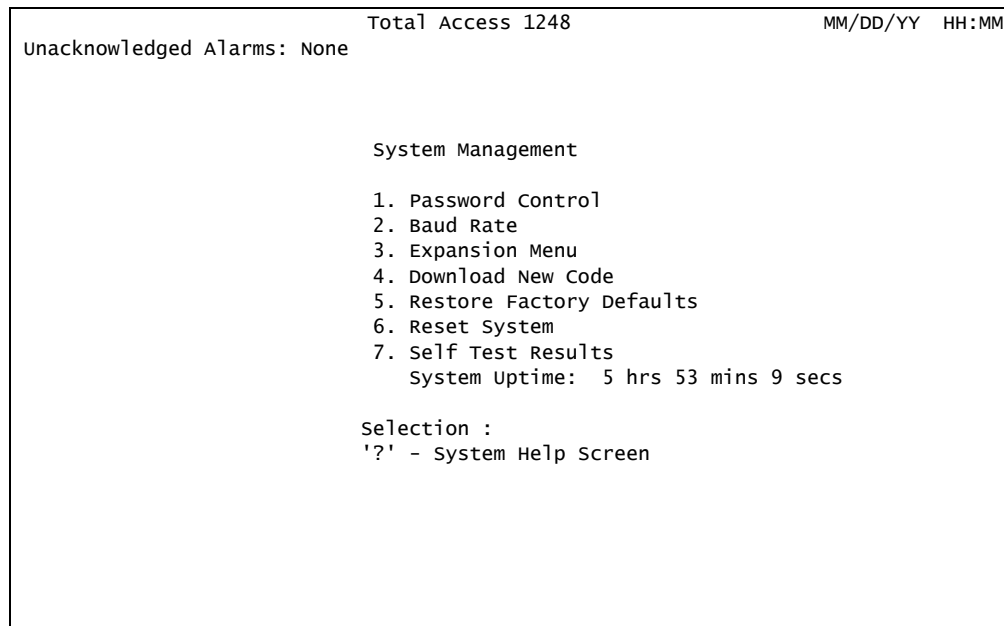 Total Access 1248 MM/DD/YY HH:MM
Unacknowledged Alarms: None
System Management
1. Password Control
2. Baud Rate
3. Expansion Menu
4. Download New Code
5. Restore Factory Defaults
6. Reset System
7. Self Test Results
System Uptime: 5 hrs 53 mins 9 secs
Selection :
'?' - System Help Screen